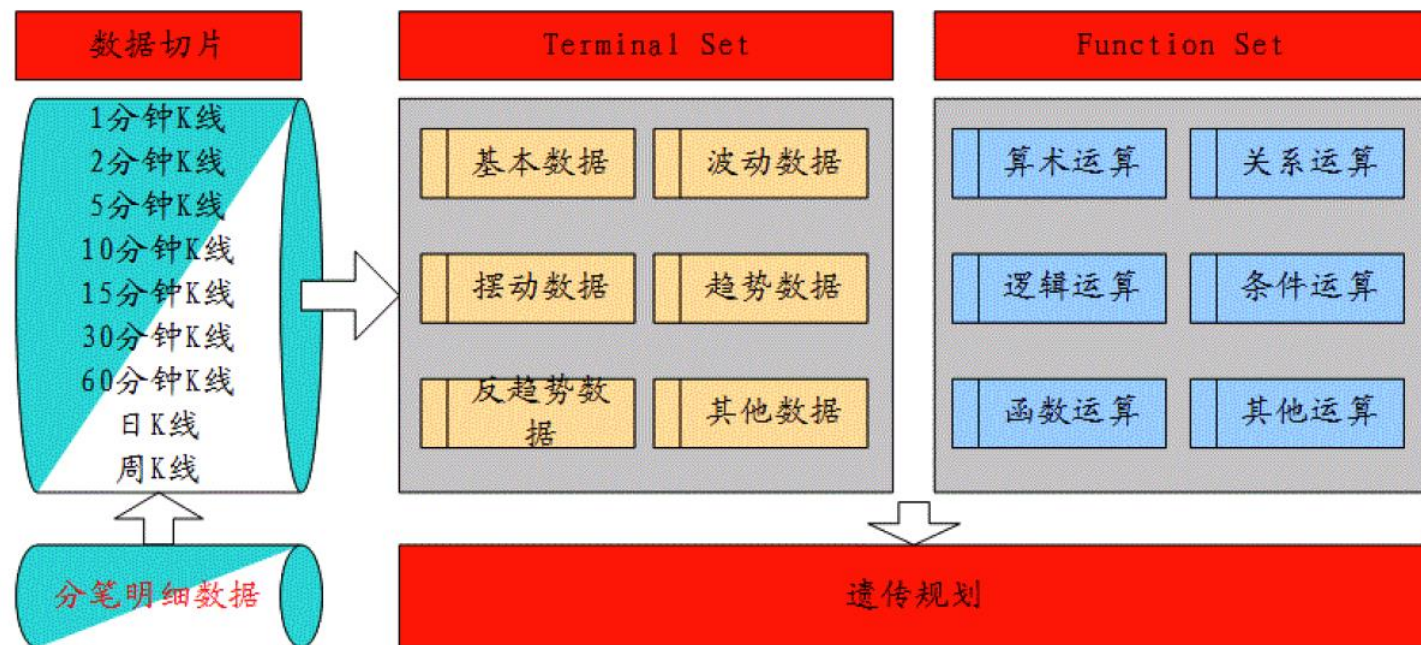 数据切片
1分钟K线
2分钟K线
5分钟K线
10分钟K线
15分钟K线
30分钟K线
60分钟K线
日K线
周K线
分笔明细数据
Terminal Set
基本数据
波动数据
摆动数据
趋势数据
反趋势数
据
其他数据
Function Set
算术运算
关系运算
逻辑运算
条件运算
函数运算
其他运算
遗传规划